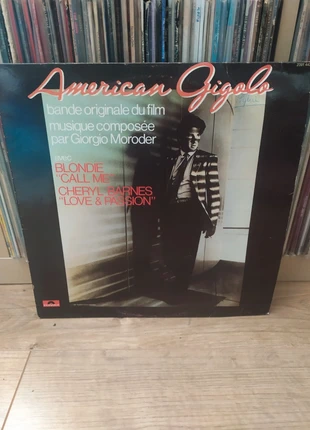 American Gigolo
bande originale du film
musique composée
par Giorgio Moroder
avec
BLONDIE
"CALL ME"
CHERYL BARNES
"LOVE & PASSION"